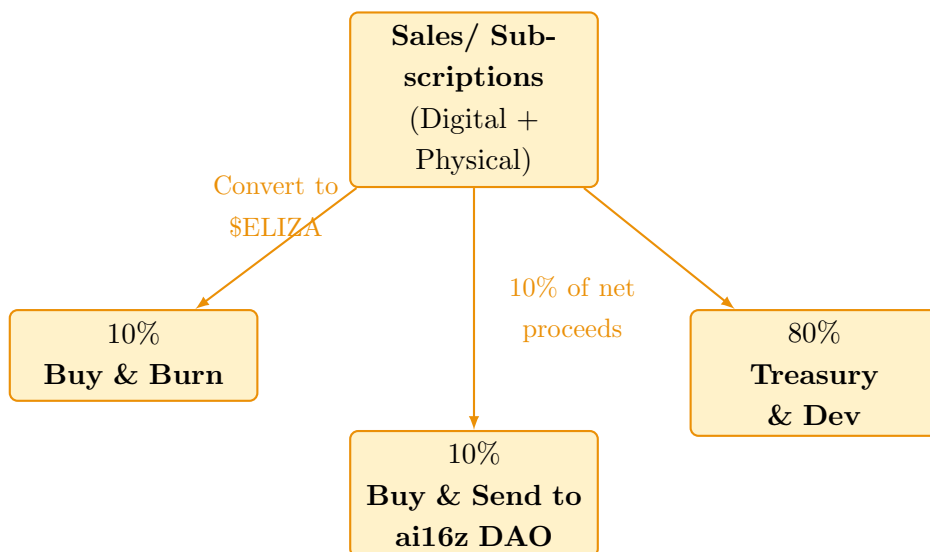 Sales/ Sub-
scriptions
(Digital +
Physical)
Convert to
$ELIZA
10% of net
proceeds
10%
Buy & Burn
80%
Treasury
& Dev
10%
Buy & Send to
ai16z DAO